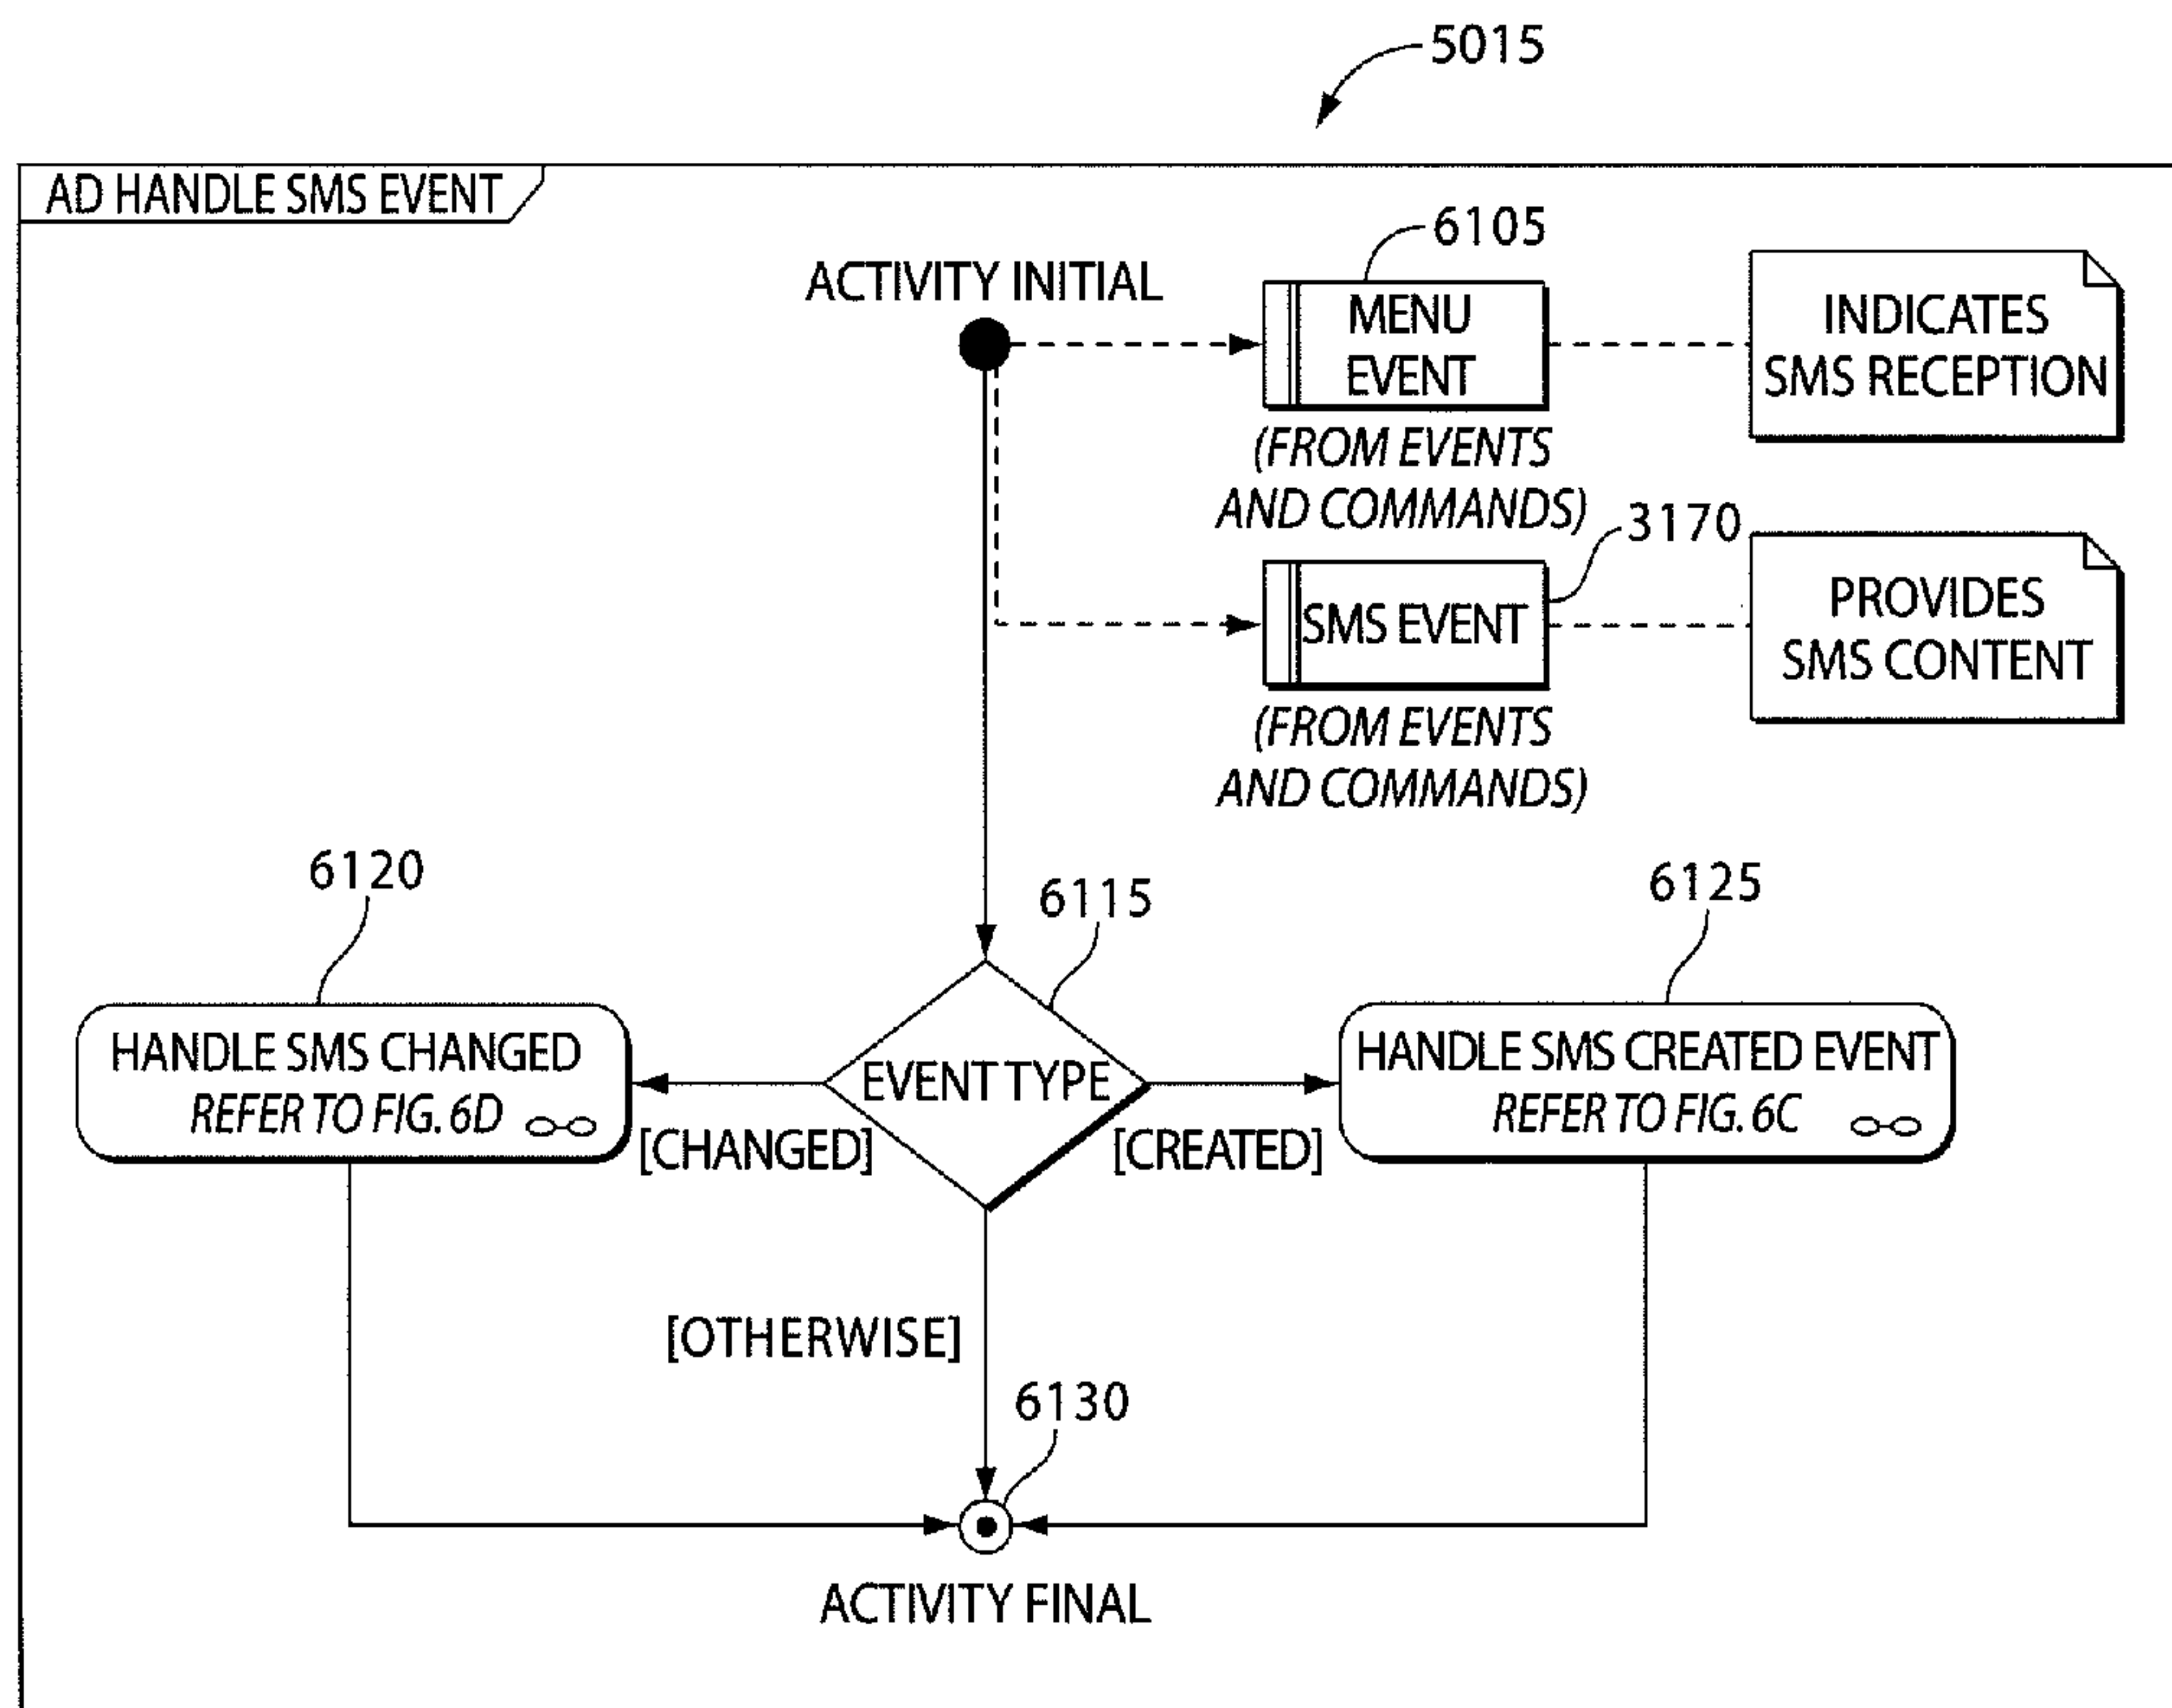 5015
AD HANDLE SMS EVENT
6105
ACTIVITY INITIAL
MENU
EVENT
INDICATES
SMS RECEPTION
(FROM EVENTS
AND COMMANDS)
3170
SMS EVENT
PROVIDES
SMS CONTENT
(FROM EVENTS
AND COMMANDS)
6120
6115
6125
HANDLE SMS CHANGED
REFER TO FIG. 6D
EVENT TYPE
HANDLE SMS CREATED EVENT
REFER TO FIG. 6C
[CHANGED]
[CREATED]
[OTHERWISE]
6130
ACTIVITY FINAL